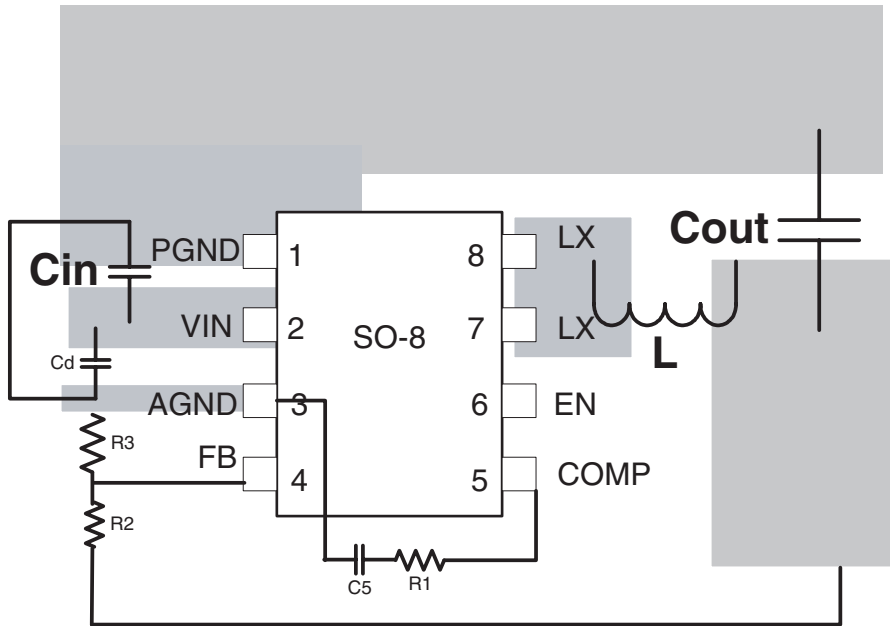 Cout
PGND 1 8 LX
Cin
VIN 2 SO-8 7 LX
L
Cd
AGND 3 6 EN
R3
FB 4 5 COMP
R2
C5 R1